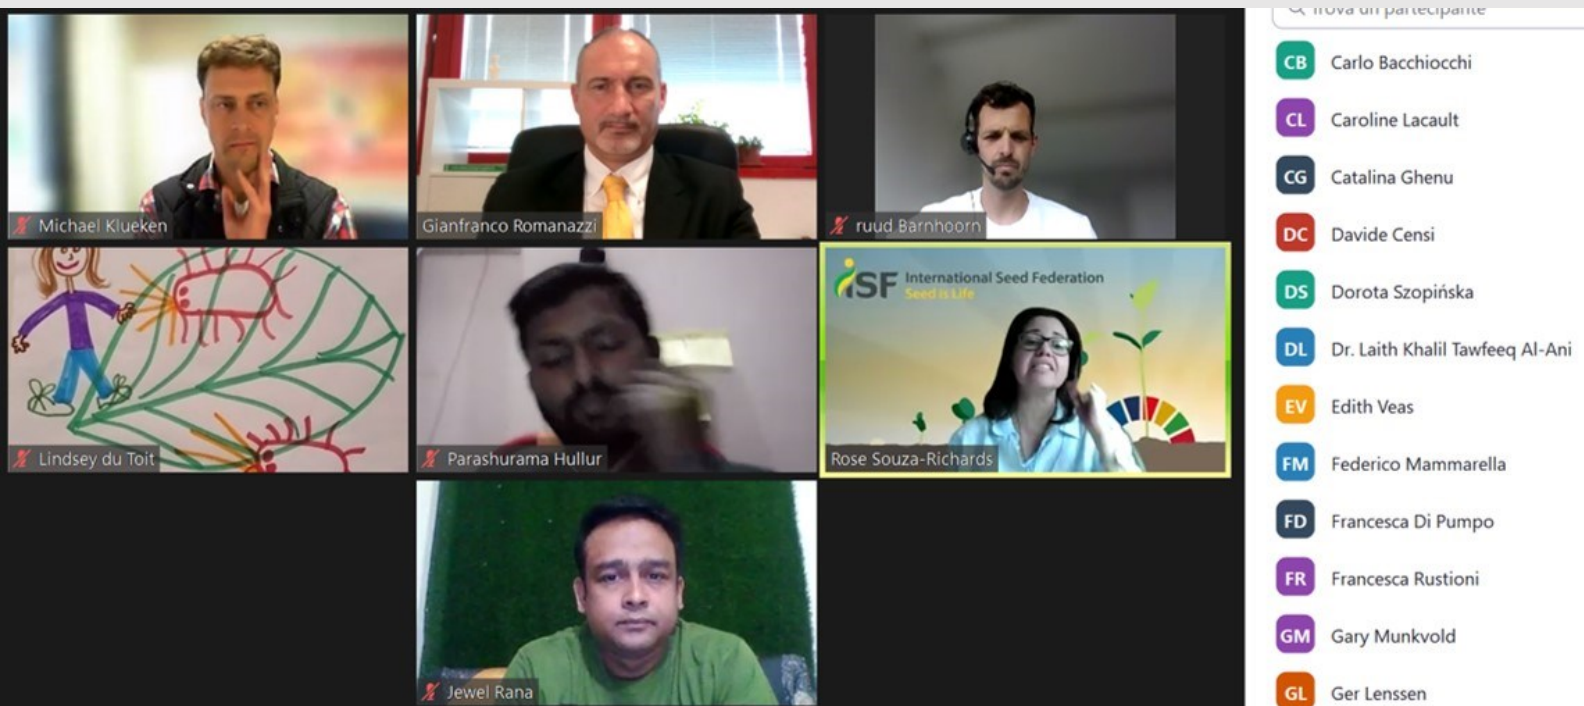 Michael Klueken
Gianfranco Romanazzi
ruud Barnhoorn
Lindsey du Toit
Parashurama Hullur
iSF International Seed Federation
Seed is Life
Rose Souza-Richards
Jewel Rana
Trova un partecipante
CB Carlo Bacchiocchi
CL Caroline Lacault
CG Catalina Ghenu
DC Davide Censi
DS Dorota Szopińska
DL Dr. Laith Khalil Tawfeeq Al-Ani
EV Edith Veas
FM Federico Mammarella
FD Francesca Di Pumpo
FR Francesca Rustioni
GM Gary Munkvold
GL Ger Lenssen